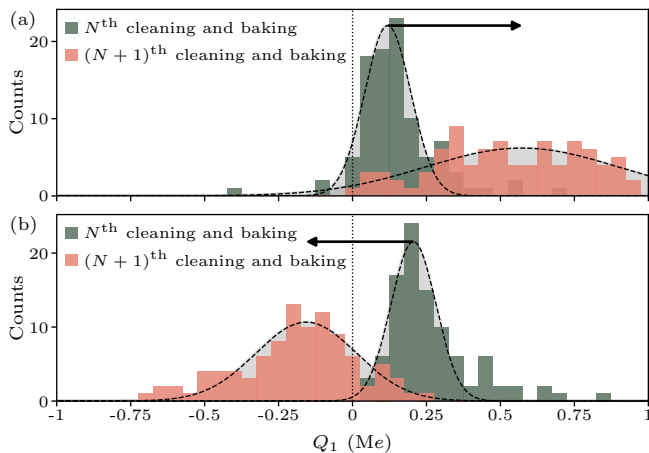 (a)
Nᵗʰ cleaning and baking
(N + 1)ᵗʰ cleaning and baking
Counts
20
10
0
(b)
Nᵗʰ cleaning and baking
(N + 1)ᵗʰ cleaning and baking
Counts
20
10
0
-1 -0.75 -0.5 -0.25 0 0.25 0.5 0.75 1
Q₁ (Me)